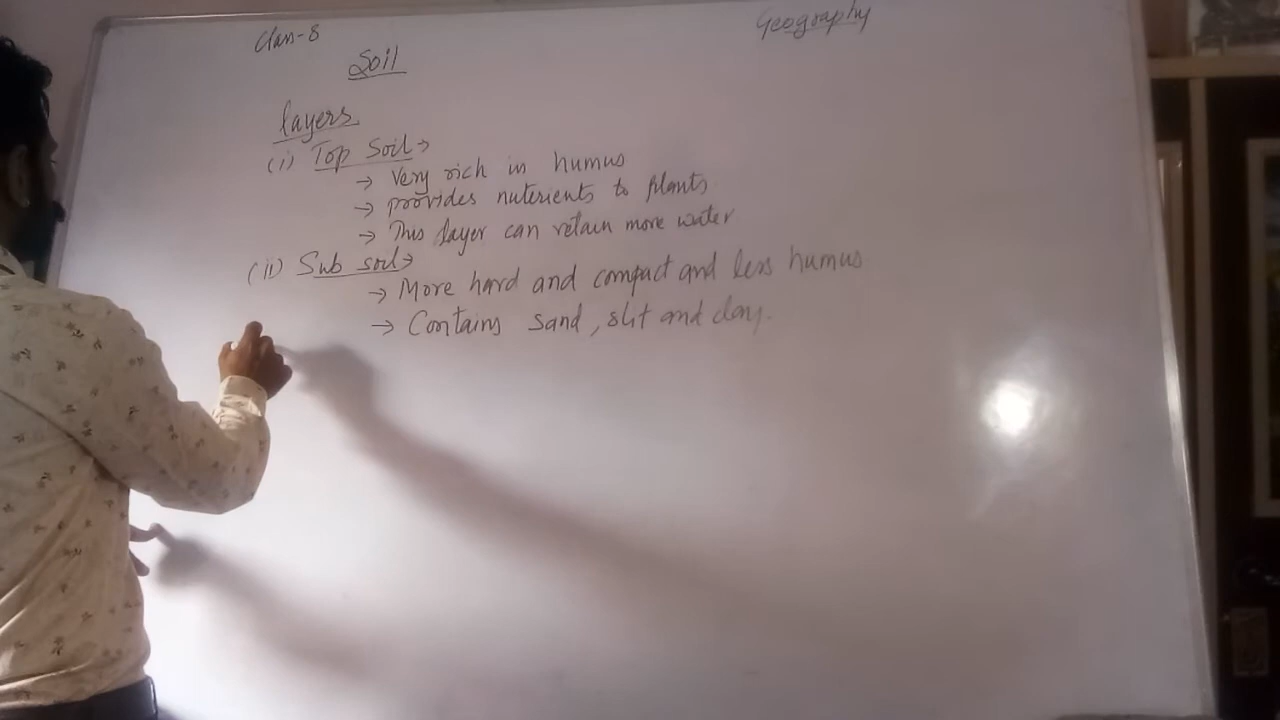 Class-8
Geography
Soil
layers
(i) Top Soil →
→ Very rich in humus
→ provides nuterients to plants
→ This layer can retain more water
(ii) Sub soil →
→ More hard and compact and less humus
→ Contains sand, slit and clay.